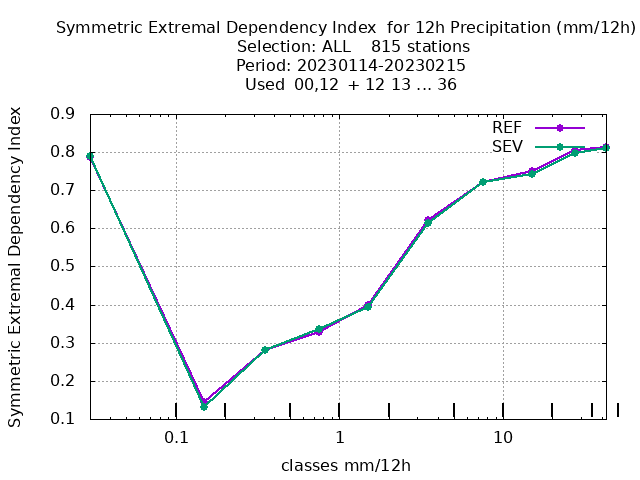 Symmetric Extremal Dependency Index  for 12h Precipitation (mm/12h)
Selection: ALL    815 stations
Period: 20230114-20230215
Used  00,12  + 12 13 ... 36
Symmetric Extremal Dependency Index
0.9
0.8
0.7
0.6
0.5
0.4
0.3
0.2
0.1
REF
SEV
0.1 1 10
classes mm/12h